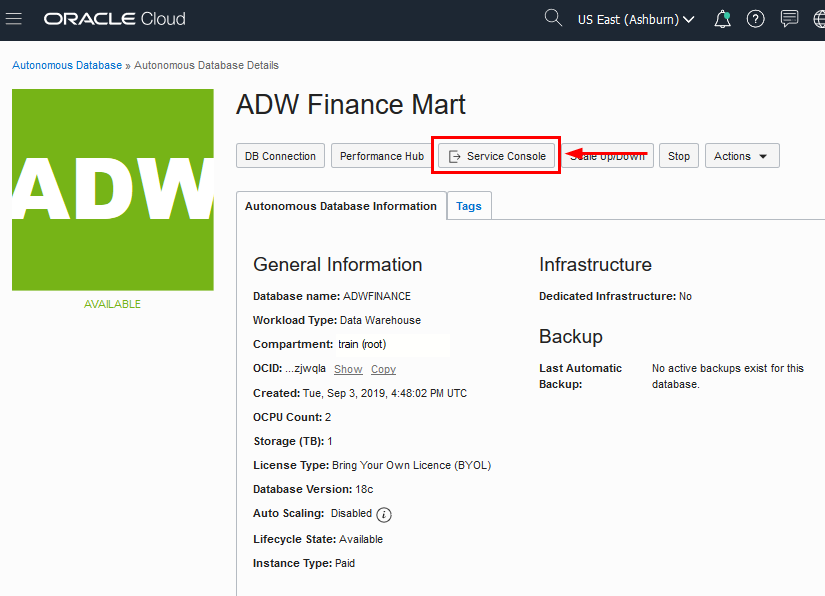 ORACLE Cloud
US East (Ashburn)
Autonomous Database » Autonomous Database Details
ADW
AVAILABLE
ADW Finance Mart
DB Connection Performance Hub Service Console Scale Up/Down Stop Actions
Autonomous Database Information Tags
General Information
Database name: ADWFINANCE
Workload Type: Data Warehouse
Compartment: train (root)
OCID: ...zjwqla Show Copy
Created: Tue, Sep 3, 2019, 4:48:02 PM UTC
OCPU Count: 2
Storage (TB): 1
License Type: Bring Your Own Licence (BYOL)
Database Version: 18c
Auto Scaling: Disabled
Lifecycle State: Available
Instance Type: Paid
Infrastructure
Dedicated Infrastructure: No
Backup
Last Automatic Backup: No active backups exist for this
database.